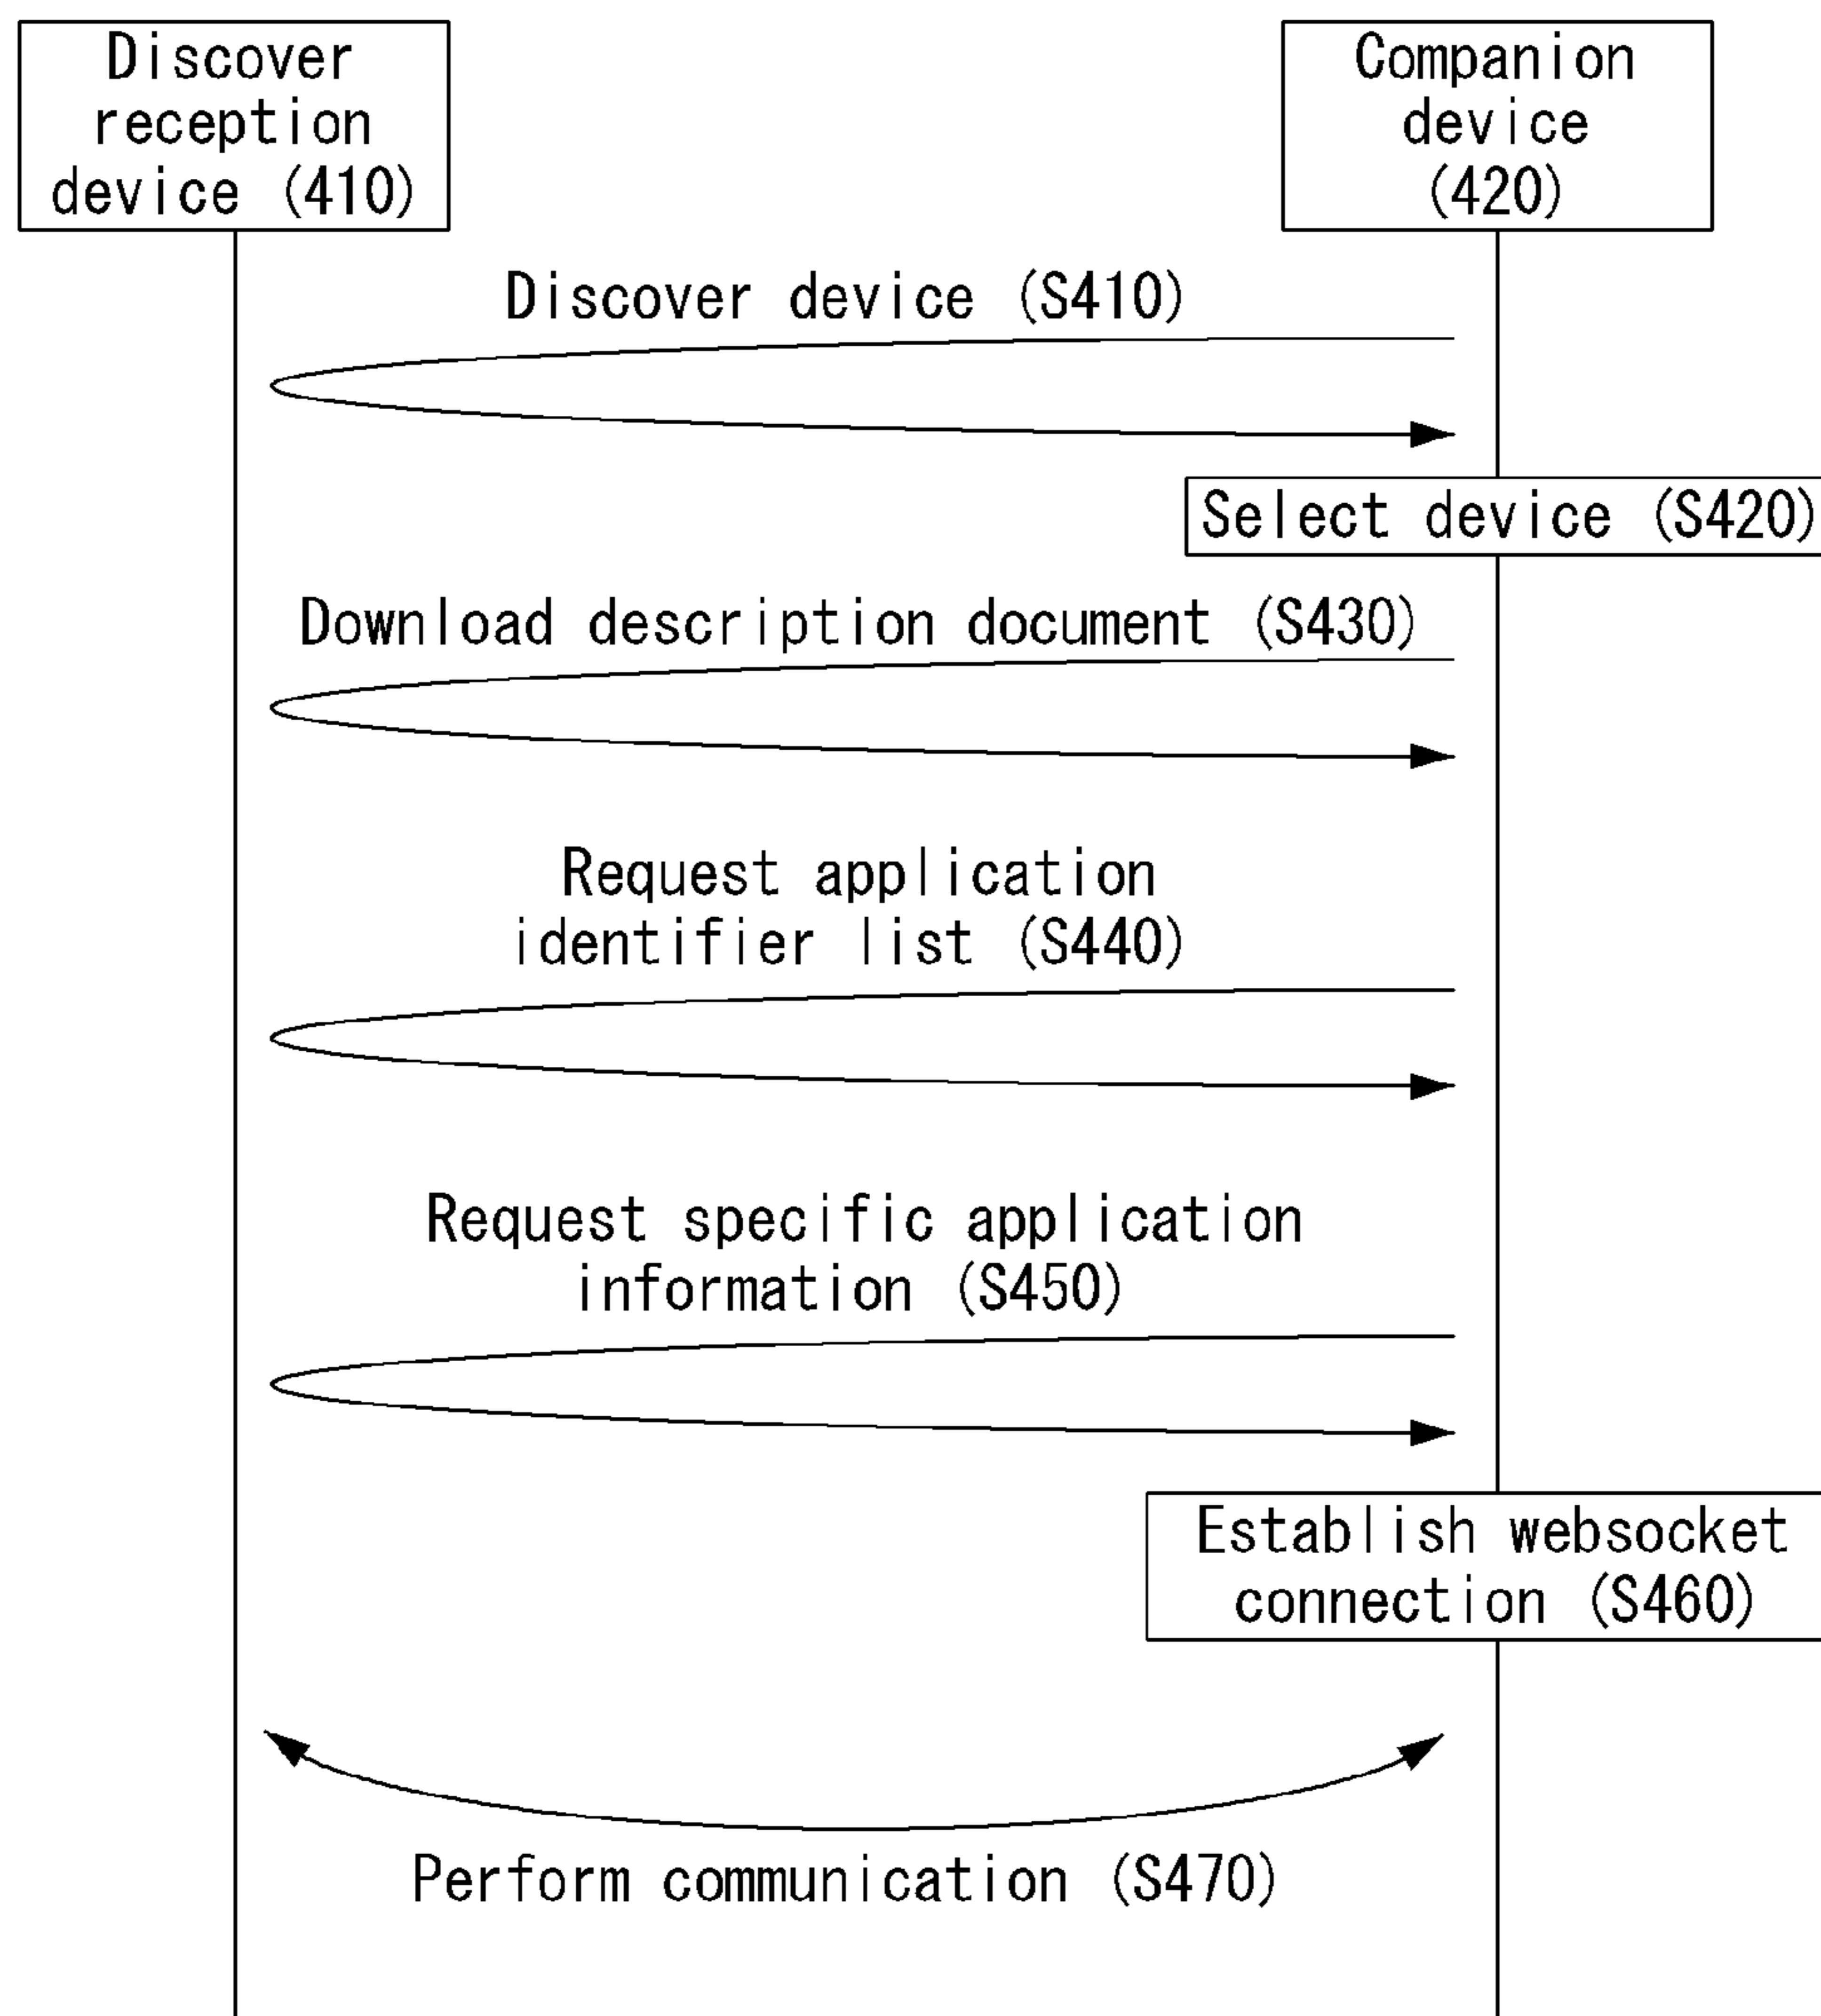 Discover
reception
device (410)
Companion
device
(420)
Discover device (S410)
Select device (S420)
Download description document (S430)
Request application
identifier list (S440)
Request specific application
information (S450)
Establish websocket
connection (S460)
Perform communication (S470)